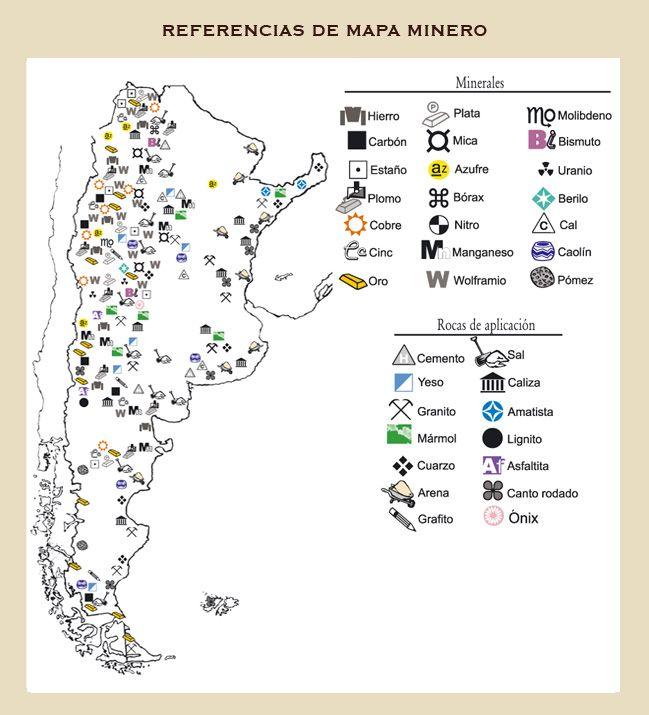 REFERENCIAS DE MAPA MINERO
Minerales
Hierro
Plata
Molibdeno
Carbón
Mica
Bismuto
Estaño
Azufre
Uranio
Plomo
Bórax
Berilo
Cobre
Nitro
Cal
Cinc
Manganeso
Caolín
Oro
Wolframio
Pómez
Rocas de aplicación
Cemento
Sal
Yeso
Caliza
Granito
Amatista
Mármol
Lignito
Cuarzo
Asfaltita
Arena
Canto rodado
Grafito
Ónix